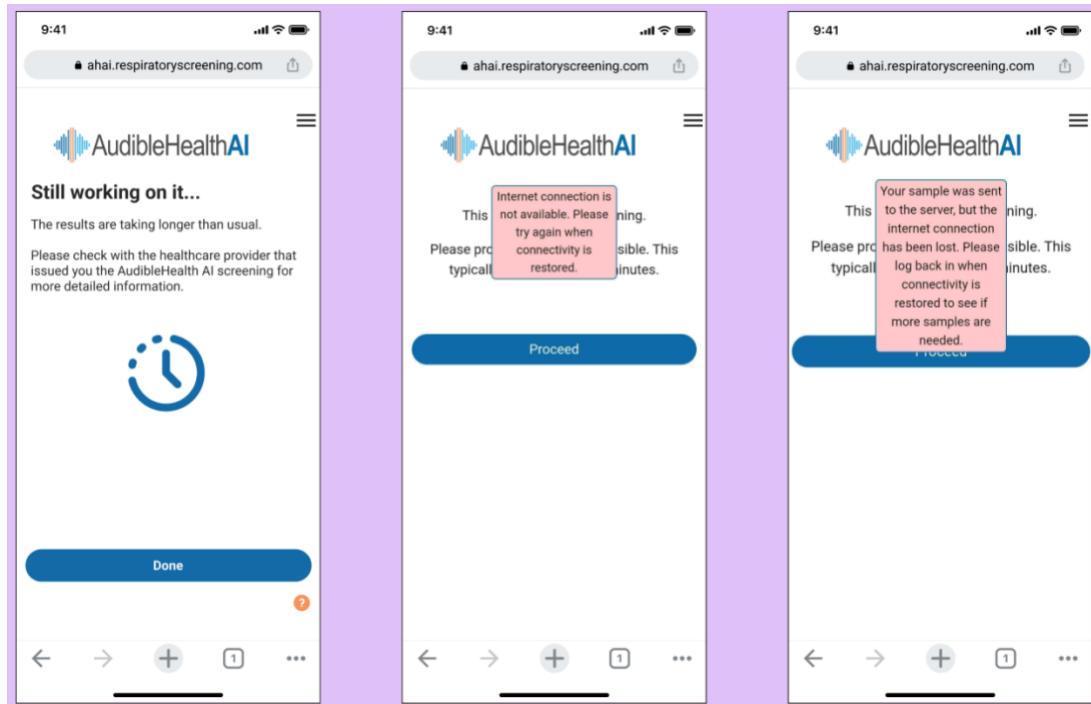 9:41
ahai.respiratoryscreening.com
AudibleHealthAI
Still working on it...
The results are taking longer than usual.
Please check with the healthcare provider that
issued you the AudibleHealth AI screening for
more detailed information.
Done
?
1
9:41
ahai.respiratoryscreening.com
AudibleHealthAI
Internet connection is
not available. Please
try again when
connectivity is
restored.
This
ning.
Please pro
sible. This
typicall
inutes.
Proceed
1
9:41
ahai.respiratoryscreening.com
AudibleHealthAI
Your sample was sent
to the server, but the
internet connection
has been lost. Please
log back in when
connectivity is
restored to see if
more samples are
needed.
This
ning.
Please pro
sible. This
typicall
inutes.
Proceed
1